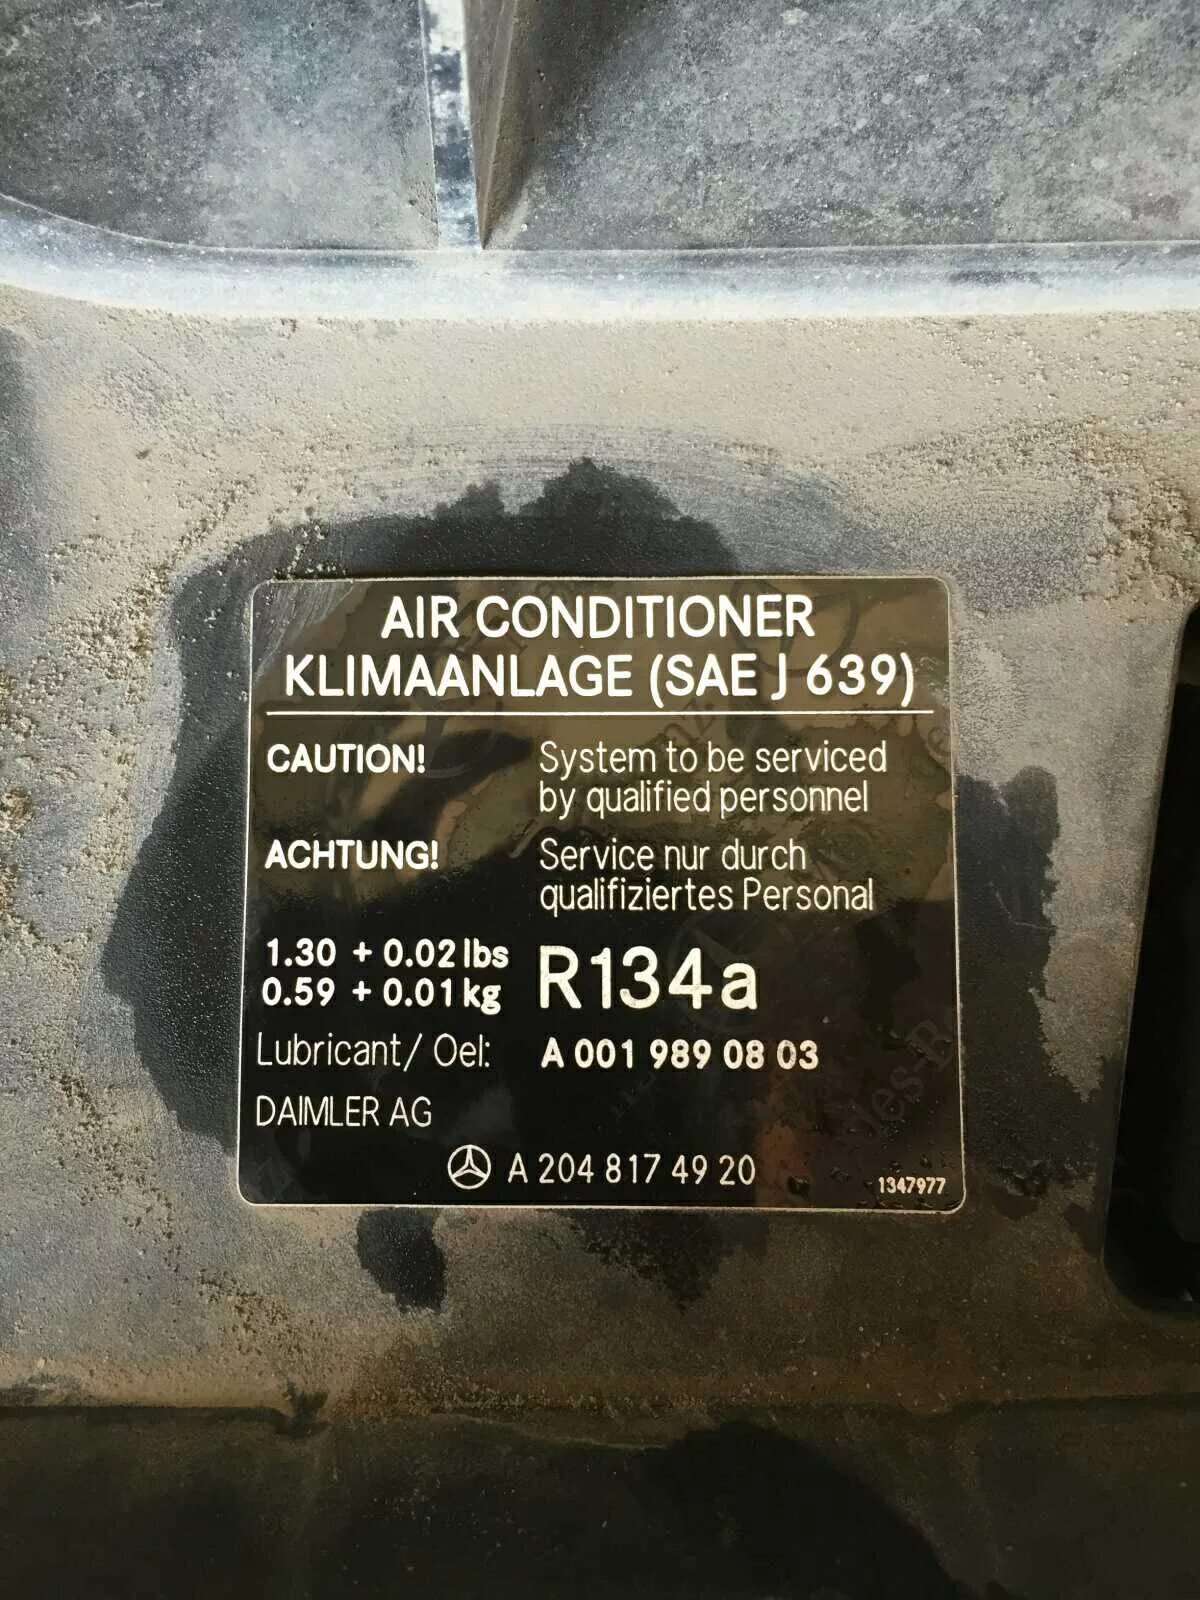 AIR CONDITIONER
KLIMAANLAGE (SAE J 639)
CAUTION! System to be serviced
by qualified personnel
ACHTUNG! Service nur durch
qualifiziertes Personal
1.30 + 0.02 lbs R134a
0.59 + 0.01 kg
Lubricant/ Oel: A 001 989 08 03
DAIMLER AG
A 204 817 49 20 1347977